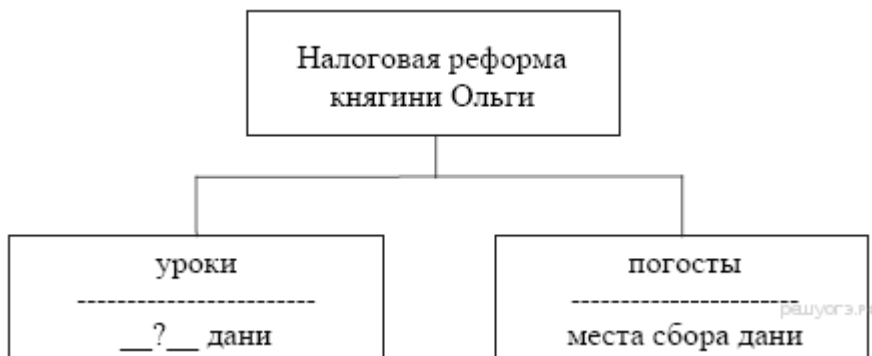 Налоговая реформа
княгини Ольги
уроки
------------------------
__?__ дани
погосты
-----------------------
места сбора дани